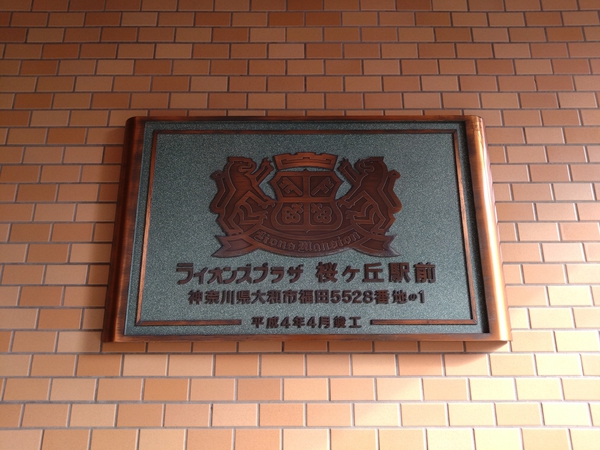 Lions Mansion
ライオンズプラザ 桜ヶ丘駅前
神奈川県大和市福田5528番地の1
平成4年4月竣工